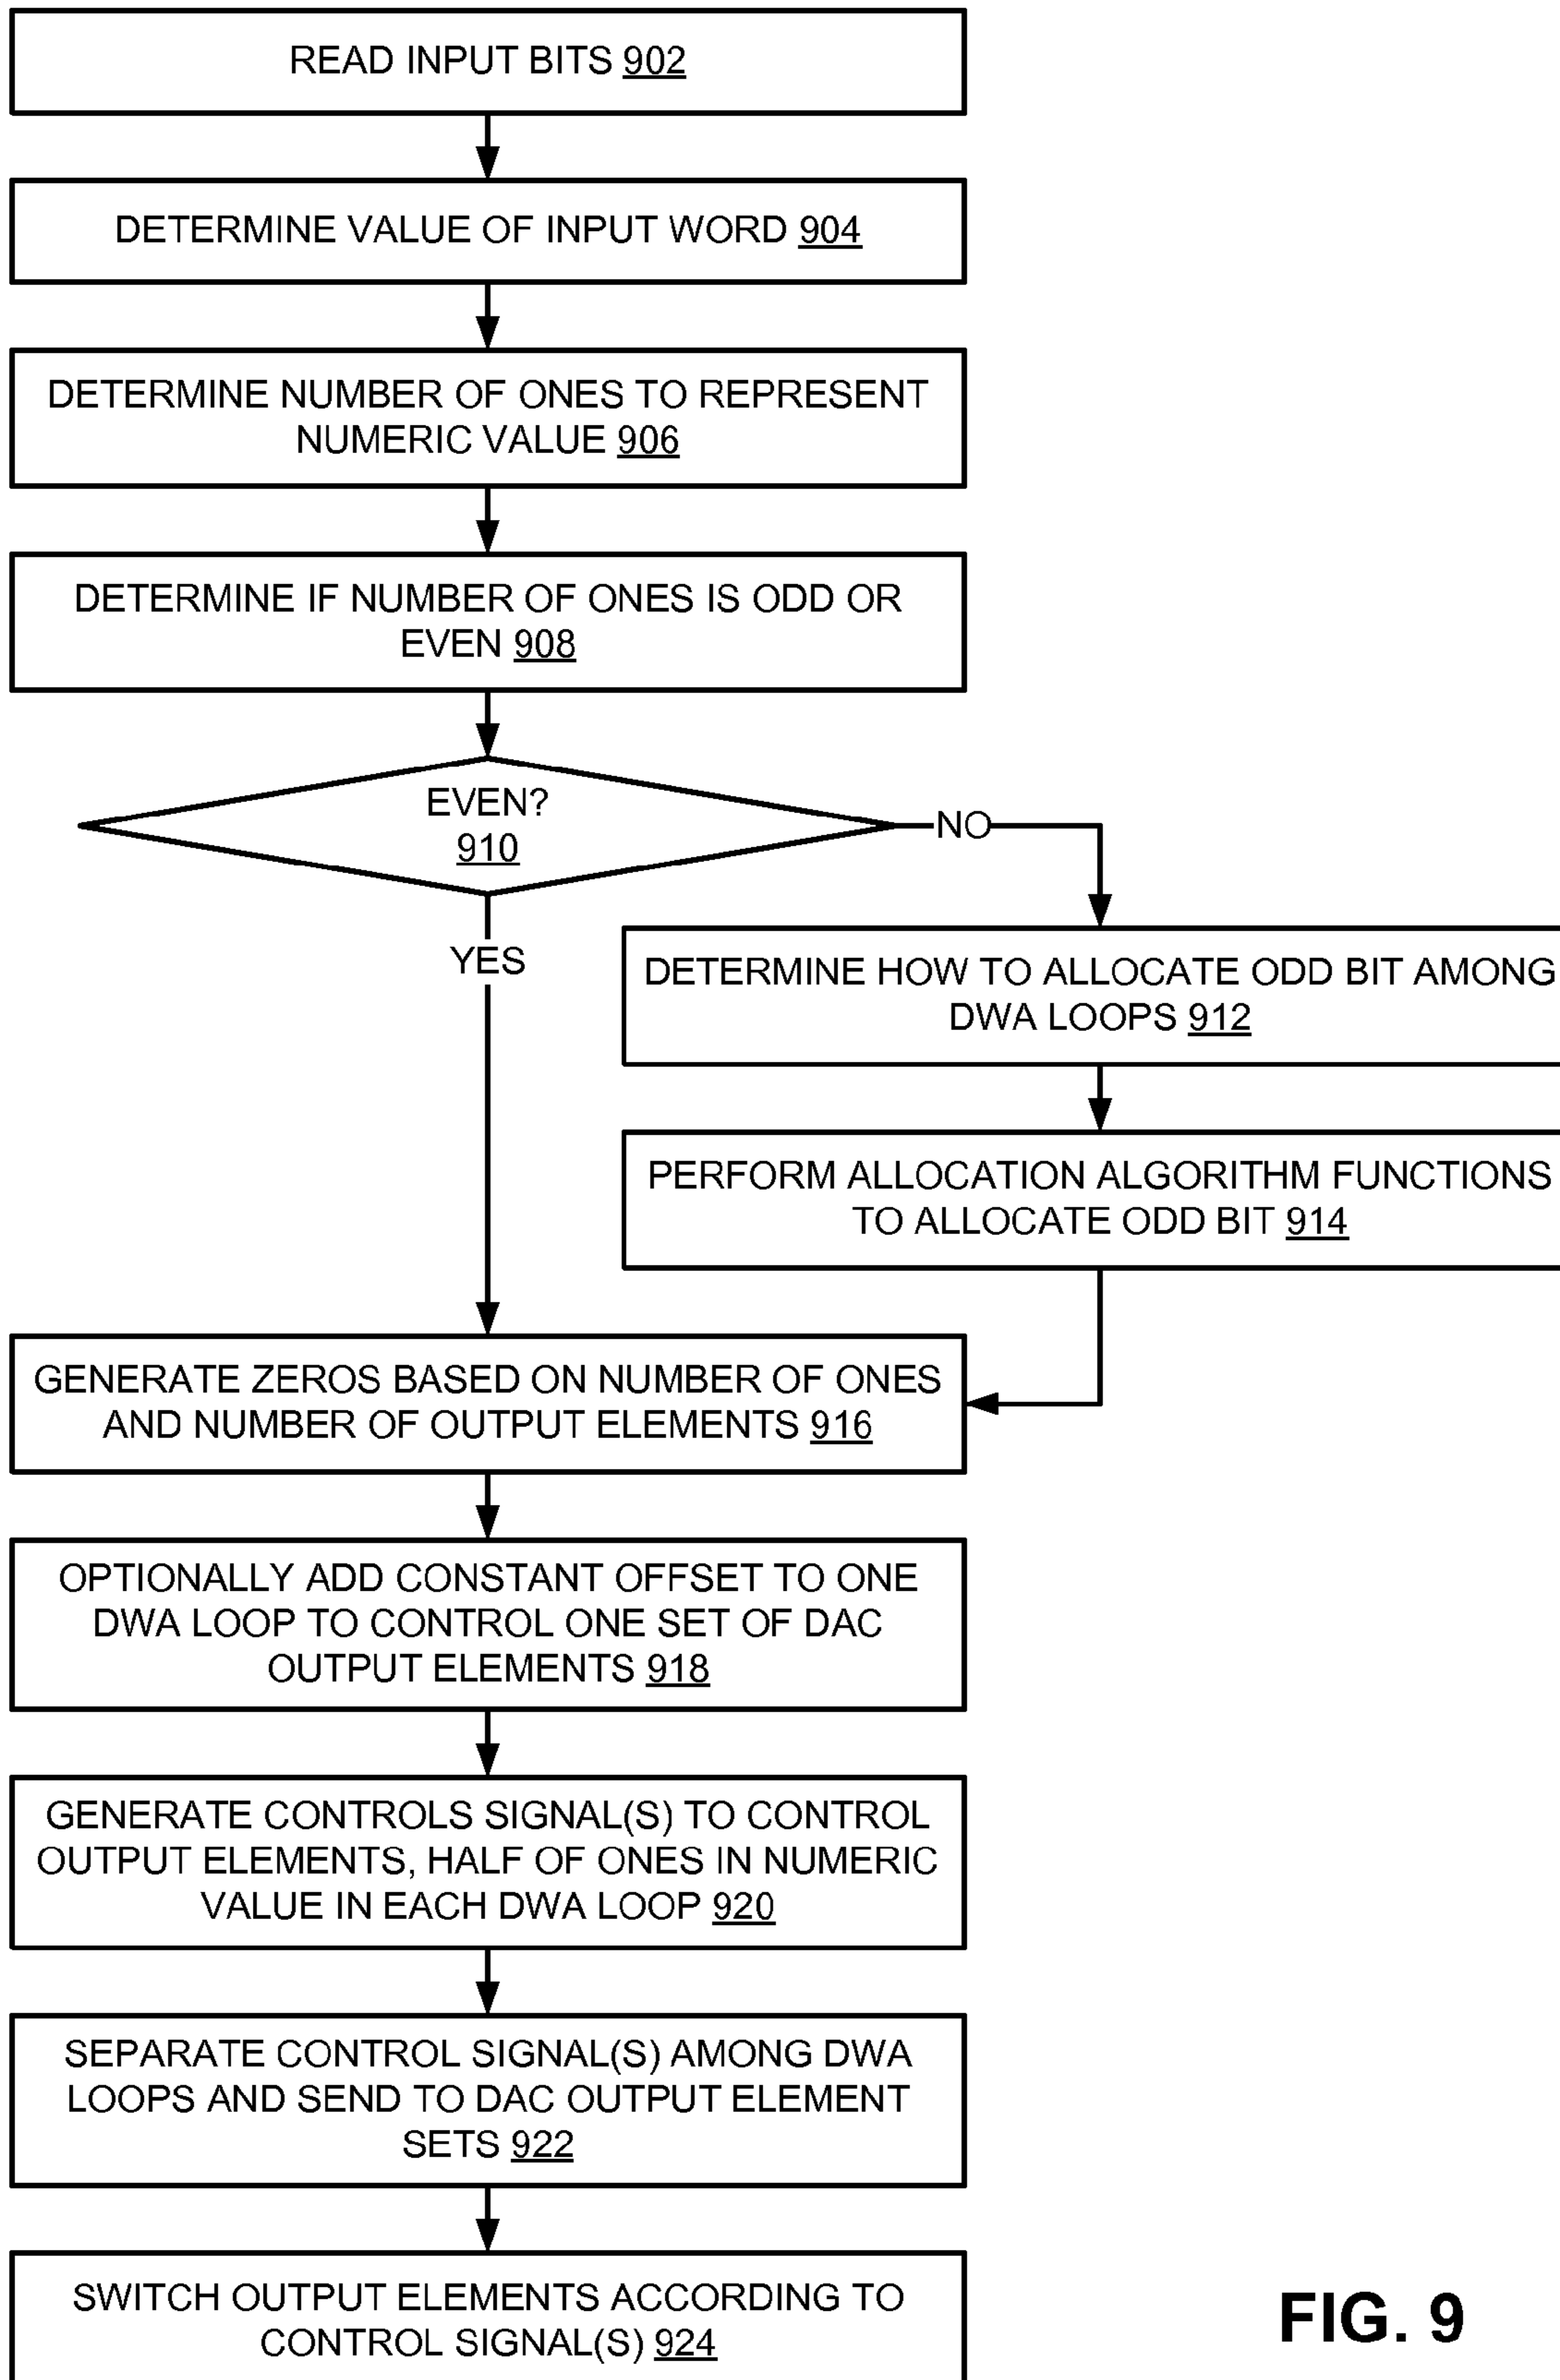 READ INPUT BITS 902
DETERMINE VALUE OF INPUT WORD 904
DETERMINE NUMBER OF ONES TO REPRESENT
NUMERIC VALUE 906
DETERMINE IF NUMBER OF ONES IS ODD OR
EVEN 908
EVEN?
910
NO
YES
DETERMINE HOW TO ALLOCATE ODD BIT AMONG
DWA LOOPS 912
PERFORM ALLOCATION ALGORITHM FUNCTIONS
TO ALLOCATE ODD BIT 914
GENERATE ZEROS BASED ON NUMBER OF ONES
AND NUMBER OF OUTPUT ELEMENTS 916
OPTIONALLY ADD CONSTANT OFFSET TO ONE
DWA LOOP TO CONTROL ONE SET OF DAC
OUTPUT ELEMENTS 918
GENERATE CONTROLS SIGNAL(S) TO CONTROL
OUTPUT ELEMENTS, HALF OF ONES IN NUMERIC
VALUE IN EACH DWA LOOP 920
SEPARATE CONTROL SIGNAL(S) AMONG DWA
LOOPS AND SEND TO DAC OUTPUT ELEMENT
SETS 922
SWITCH OUTPUT ELEMENTS ACCORDING TO
CONTROL SIGNAL(S) 924
FIG. 9